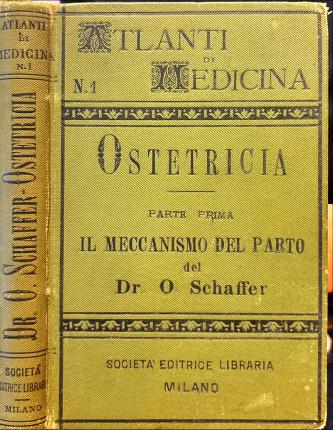 ATLANTI
DI
MEDICINA
N. 1
DR. O. SCHAFFER - OSTETRICIA
SOCIETÀ
EDITRICE LIBRARIA
MILANO
ATLANTI
DI
MEDICINA
N. 1
OSTETRICIA
PARTE PRIMA
IL MECCANISMO DEL PARTO
del
Dr. O Schaffer
SOCIETA' EDITRICE LIBRARIA
MILANO